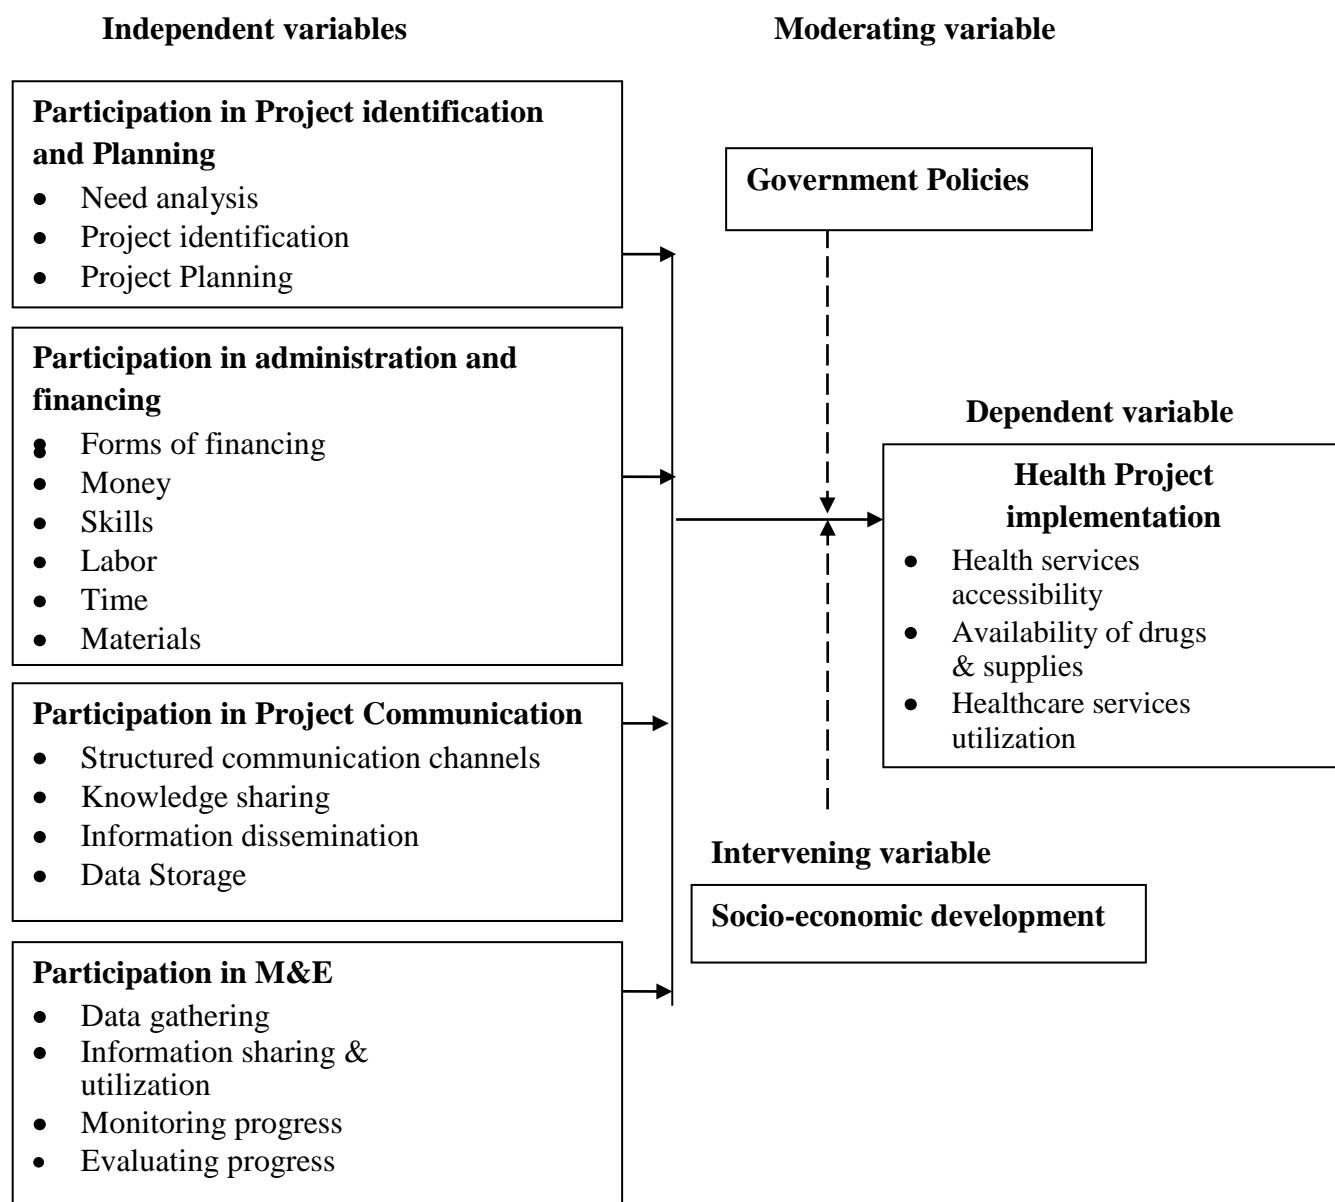 Independent variables
Participation in Project identification
and Planning
• Need analysis
• Project identification
• Project Planning
Participation in administration and
financing
• Forms of financing
• Money
• Skills
• Labor
• Time
• Materials
Participation in Project Communication
• Structured communication channels
• Knowledge sharing
• Information dissemination
• Data Storage
Participation in M&E
• Data gathering
• Information sharing &
utilization
• Monitoring progress
• Evaluating progress
Moderating variable
Government Policies
Dependent variable
Health Project
implementation
• Health services
accessibility
• Availability of drugs
& supplies
• Healthcare services
utilization
Intervening variable
Socio-economic development